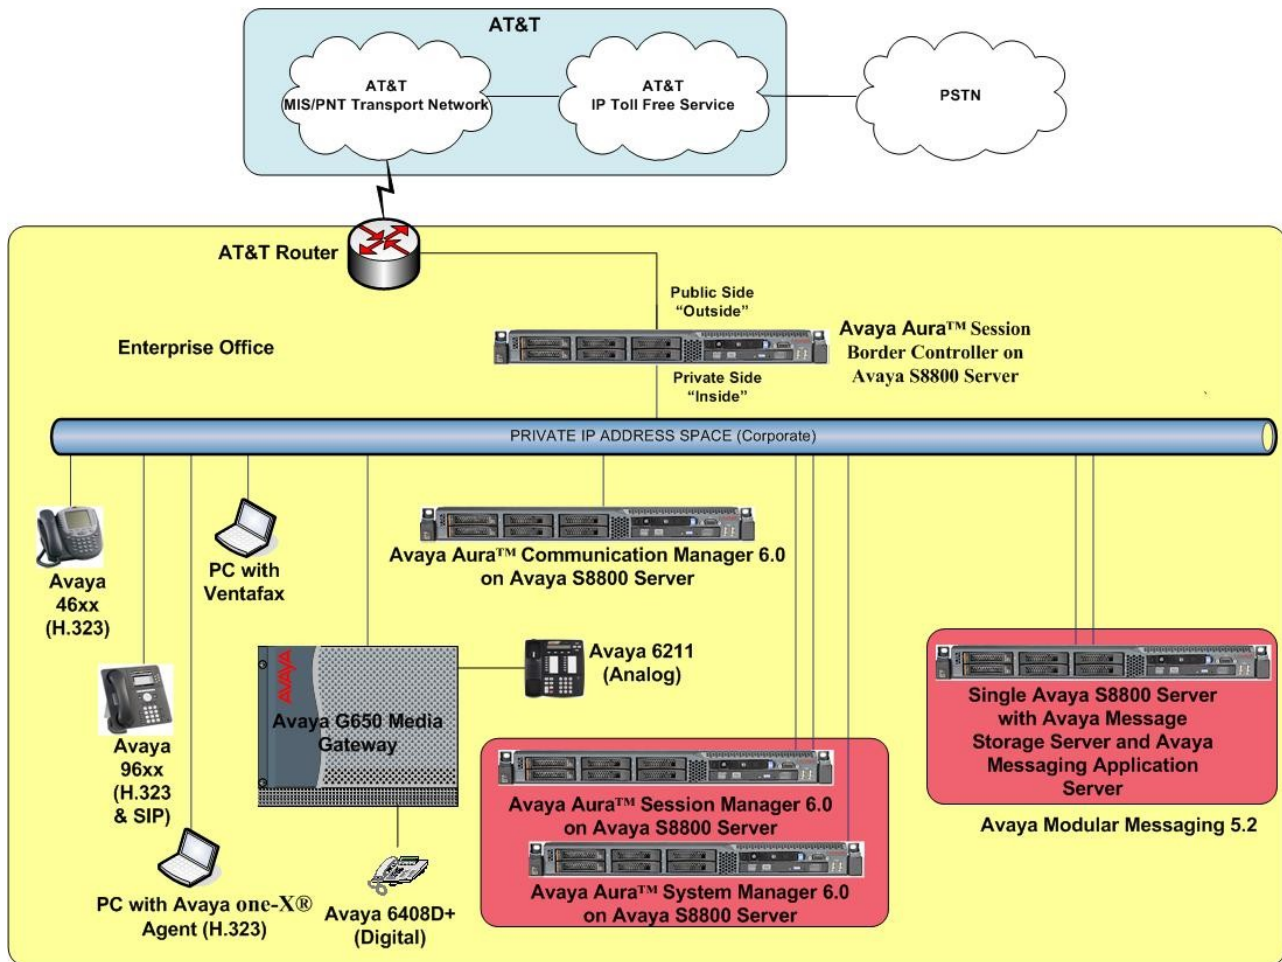 AT&T
AT&T
MIS/PNT Transport Network
AT&T
IP Toll Free Service
PSTN
AT&T Router
Public Side
“Outside”
Enterprise Office
Avaya Aura™ Session
Border Controller on
Avaya S8800 Server
Private Side
“Inside”
PRIVATE IP ADDRESS SPACE (Corporate)
Avaya
46xx
(H.323)
PC with
Ventafax
Avaya Aura™ Communication Manager 6.0
on Avaya S8800 Server
Avaya
96xx
(H.323
& SIP)
AVAYA
Avaya G650 Media
Gateway
Avaya 6211
(Analog)
Single Avaya S8800 Server
with Avaya Message
Storage Server and Avaya
Messaging Application
Server
Avaya Modular Messaging 5.2
Avaya Aura™ Session Manager 6.0
on Avaya S8800 Server
Avaya Aura™ System Manager 6.0
on Avaya S8800 Server
PC with Avaya one-X®
Agent (H.323)
Avaya 6408D+
(Digital)